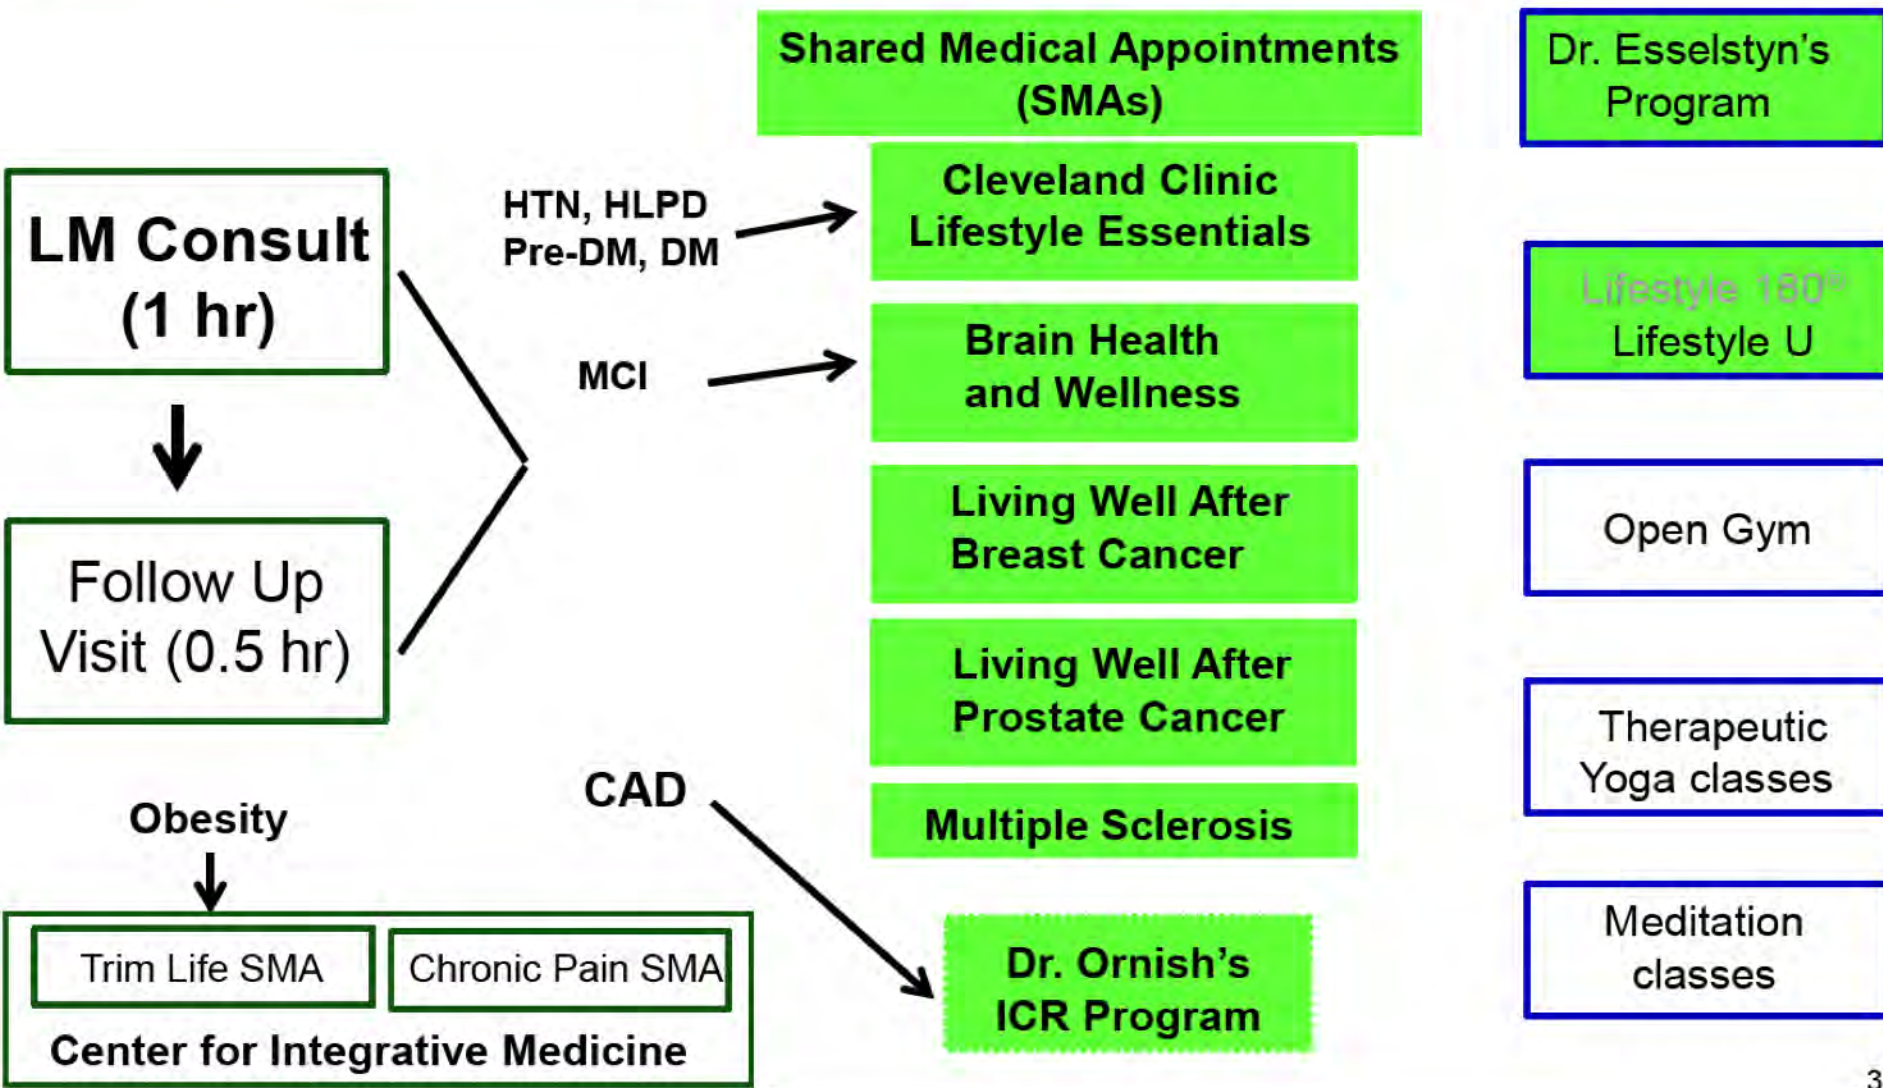 Shared Medical Appointments
(SMAs)
Dr. Esselstyn's
Program
LM Consult
(1 hr)
HTN, HLPD
Pre-DM, DM
Cleveland Clinic
Lifestyle Essentials
Lifestyle 180®
Lifestyle U
MCI
Brain Health
and Wellness
Follow Up
Visit (0.5 hr)
Living Well After
Breast Cancer
Open Gym
Living Well After
Prostate Cancer
Therapeutic
Yoga classes
Obesity
CAD
Multiple Sclerosis
Trim Life SMA
Chronic Pain SMA
Center for Integrative Medicine
Dr. Ornish's
ICR Program
Meditation
classes
3